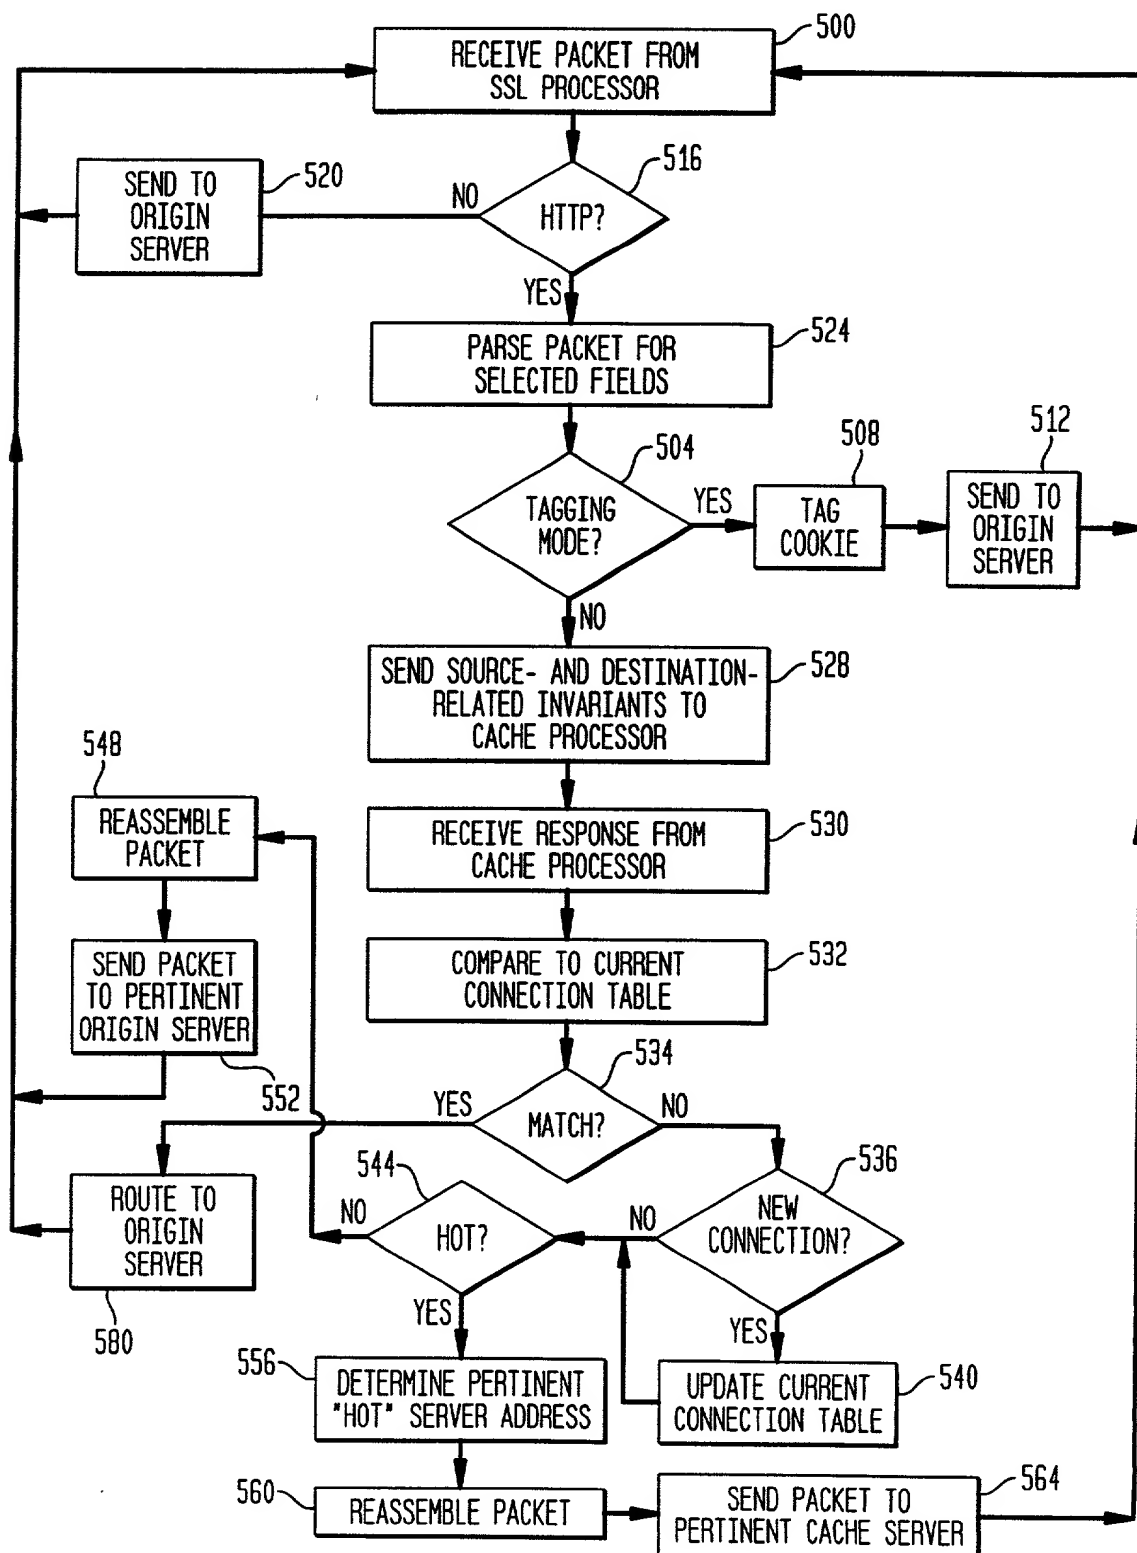 500
RECEIVE PACKET FROM
SSL PROCESSOR
516
520
SEND TO
ORIGIN
SERVER
NO
HTTP?
YES
524
PARSE PACKET FOR
SELECTED FIELDS
504
508
512
TAGGING
MODE?
YES
TAG
COOKIE
SEND TO
ORIGIN
SERVER
NO
528
SEND SOURCE- AND DESTINATION-
RELATED INVARIANTS TO
CACHE PROCESSOR
548
REASSEMBLE
PACKET
530
RECEIVE RESPONSE FROM
CACHE PROCESSOR
532
COMPARE TO CURRENT
CONNECTION TABLE
SEND PACKET
TO PERTINENT
ORIGIN SERVER
552
534
YES
MATCH?
NO
536
544
NEW
CONNECTION?
NO
HOT?
NO
ROUTE TO
ORIGIN
SERVER
580
YES
YES
556
DETERMINE PERTINENT
"HOT" SERVER ADDRESS
UPDATE CURRENT
CONNECTION TABLE
540
560
REASSEMBLE PACKET
564
SEND PACKET TO
PERTINENT CACHE SERVER